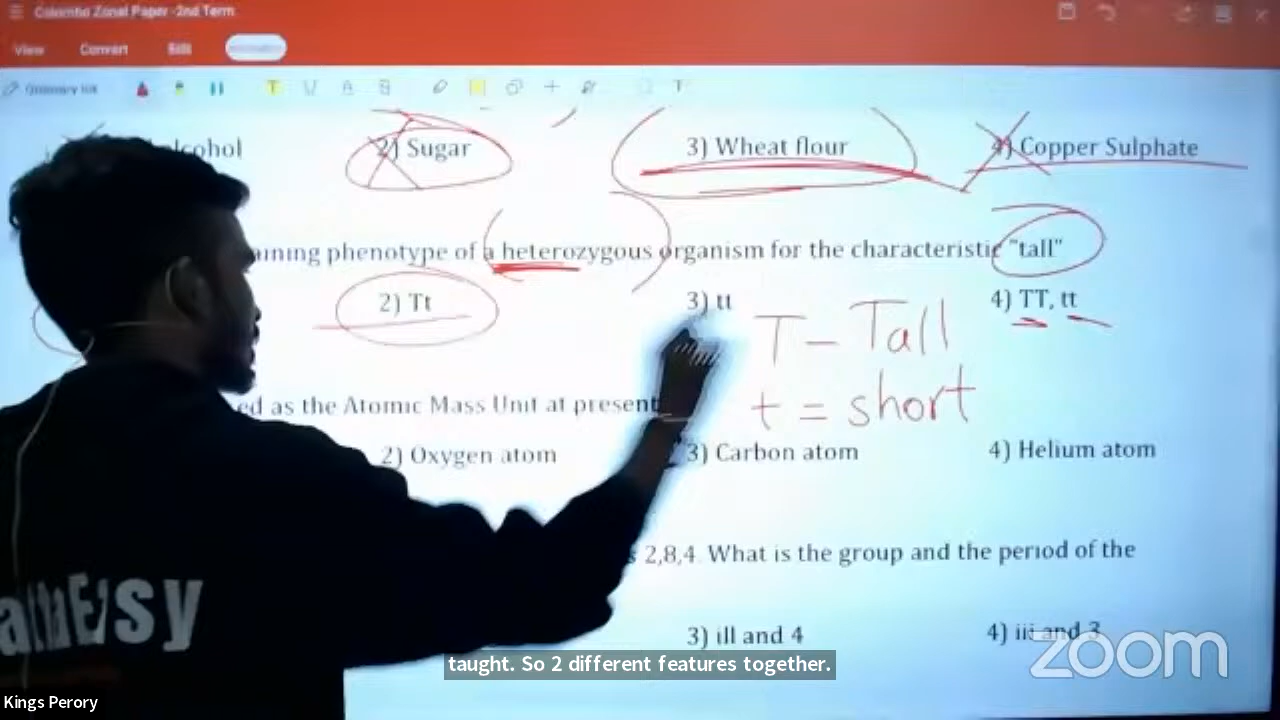 Colombo Zonal Paper -2nd Term
View Convert Edit
2) Sugar 3) Wheat flour 4) Copper Sulphate
phenotype of a heterozygous organism for the characteristic "tall"
2) Tt 3) tt 4) TT, tt
T – Tall
t = short
ed as the Atomic Mass Unit at present
2) Oxygen atom 3) Carbon atom 4) Helium atom
2,8,4. What is the group and the period of the
3) ill and 4 4) iii and 3
zoom
taught. So 2 different features together.
Kings Perory